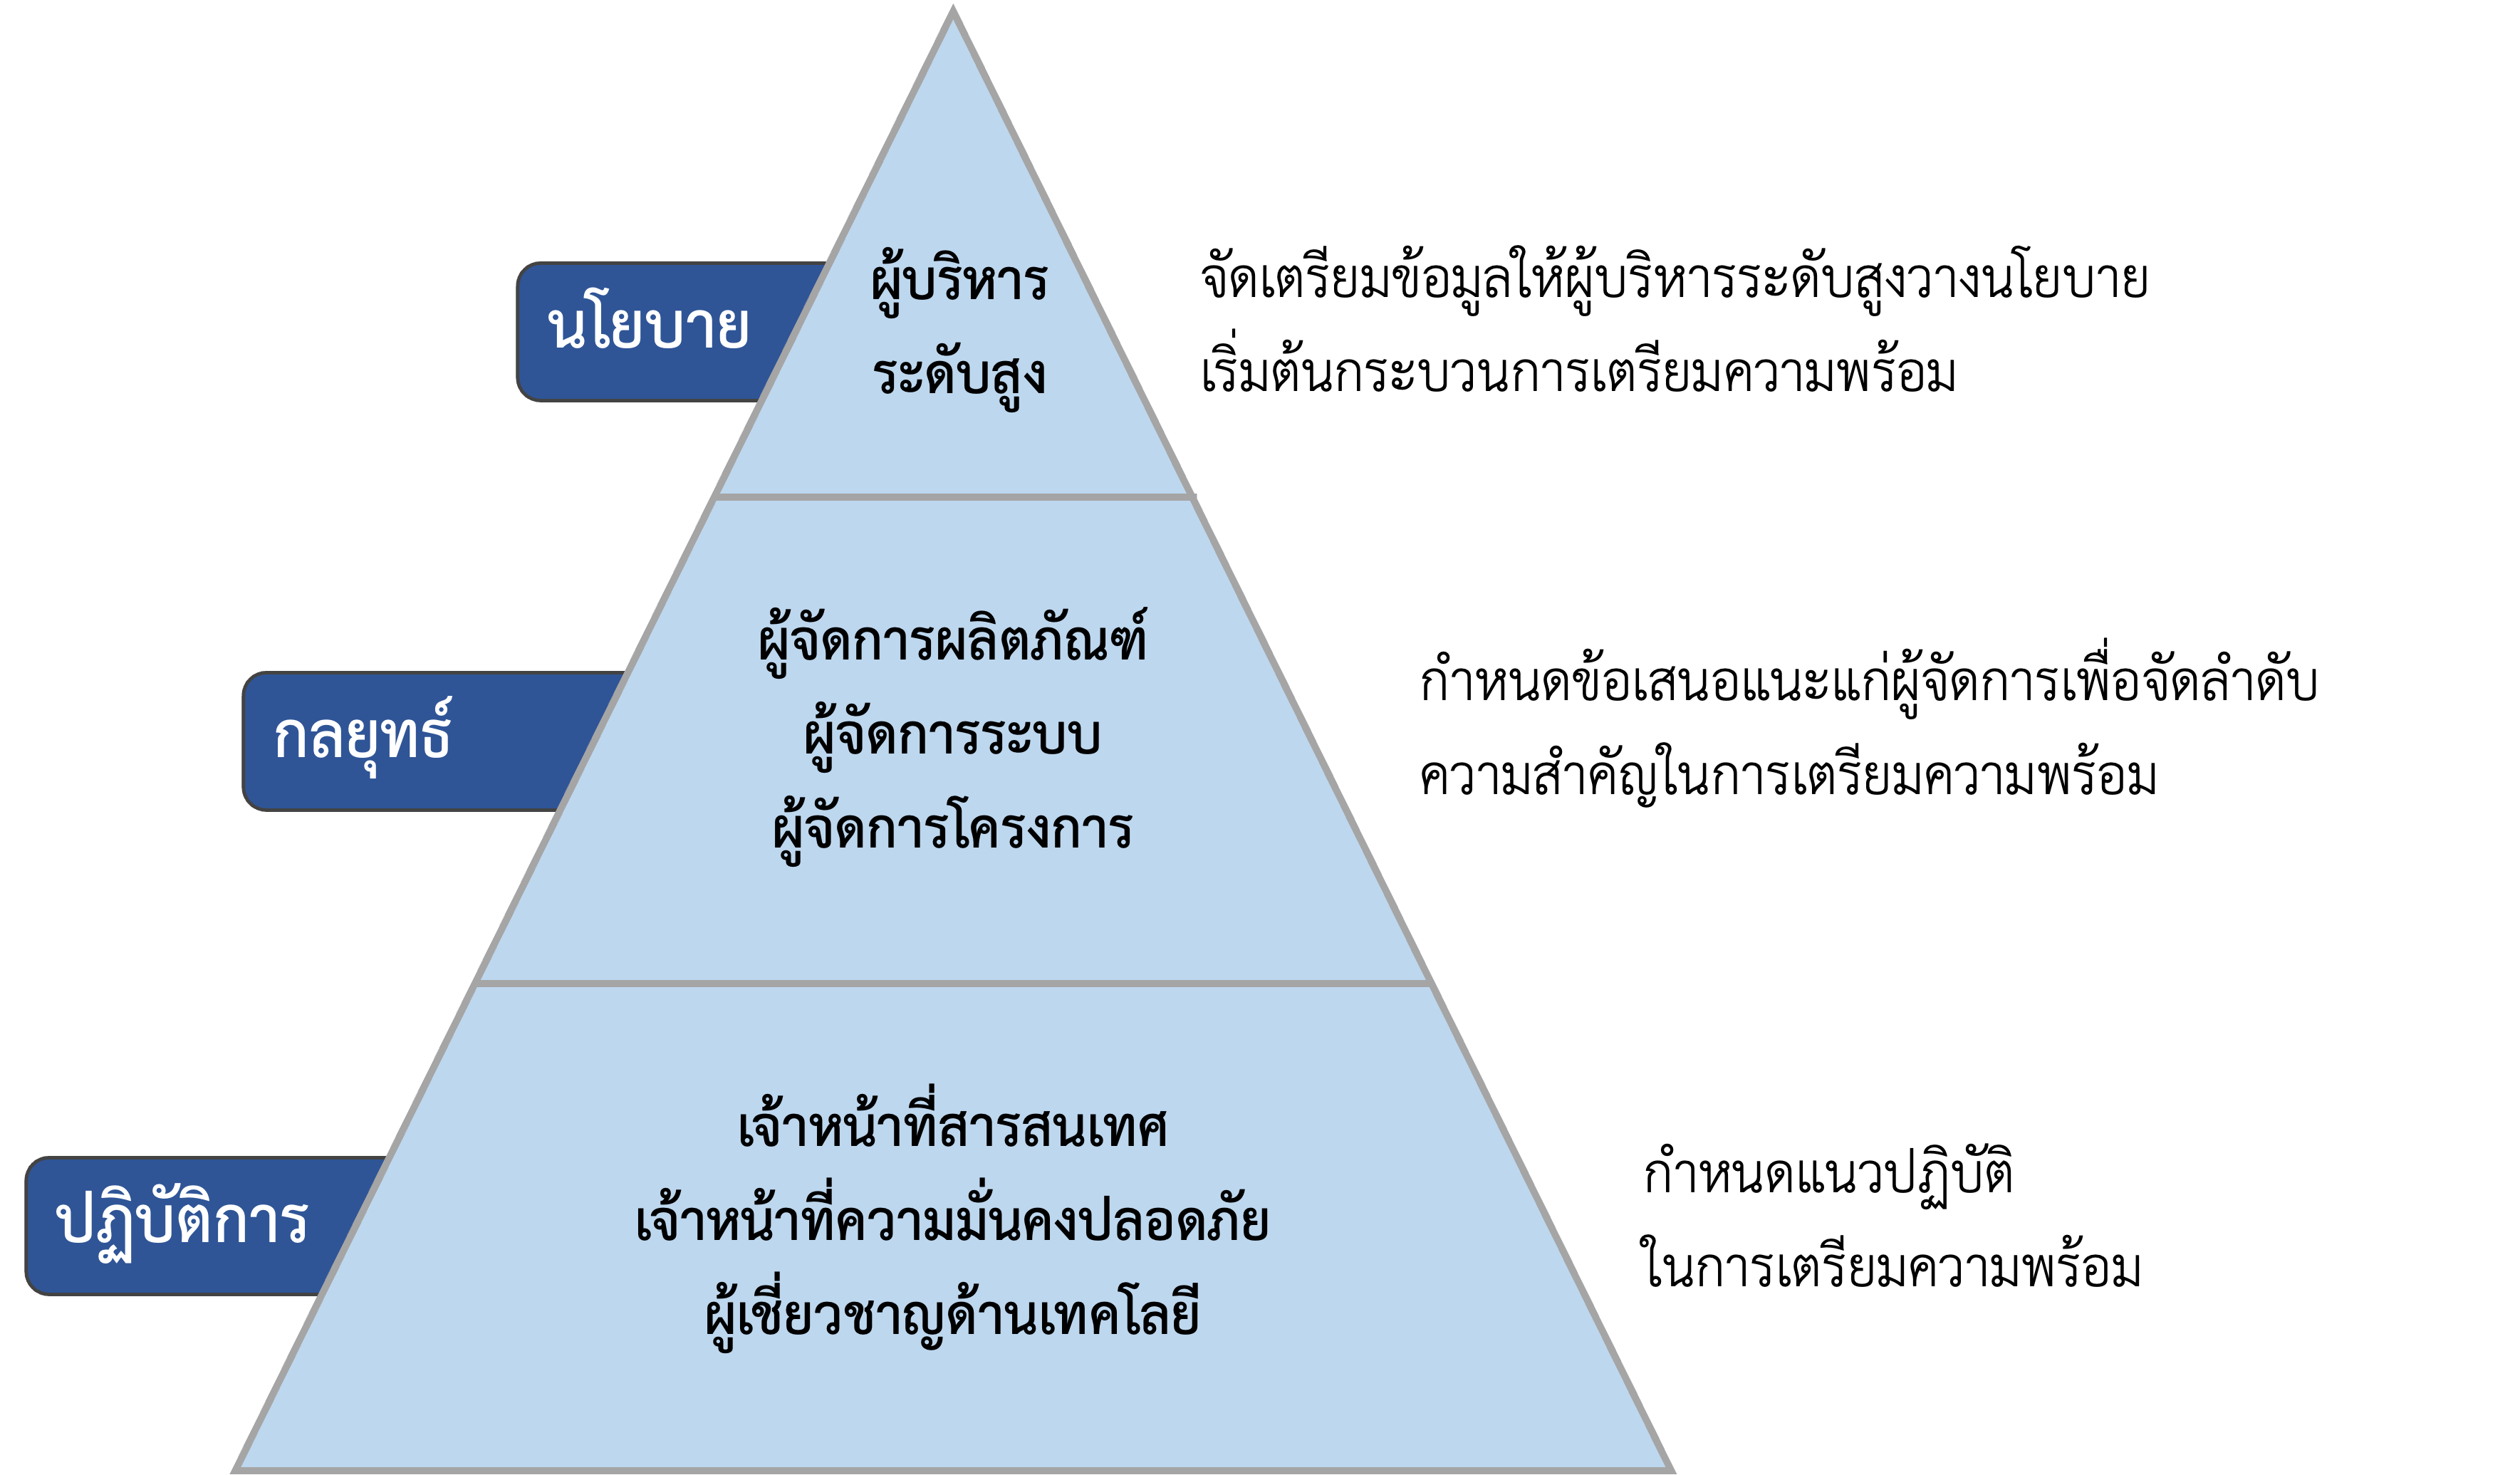 นโยบาย
ผู้บริหาร
ระดับสูง
จัดเตรียมข้อมูลให้ผู้บริหารระดับสูงวางนโยบาย
เริ่มต้นกระบวนการเตรียมความพร้อม
กลยุทธ์
ผู้จัดการผลิตภัณฑ์
ผู้จัดการระบบ
ผู้จัดการโครงการ
กำหนดข้อเสนอแนะแก่ผู้จัดการเพื่อจัดลำดับ
ความสำคัญในการเตรียมความพร้อม
ปฏิบัติการ
เจ้าหน้าที่สารสนเทศ
เจ้าหน้าที่ความมั่นคงปลอดภัย
ผู้เชี่ยวชาญด้านเทคโลยี
กำหนดแนวปฏิบัติ
ในการเตรียมความพร้อม